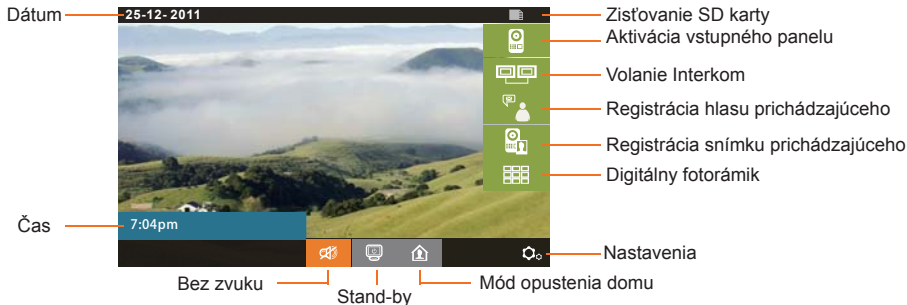 Dátum
25-12- 2011
Zisťovanie SD karty
Aktivácia vstupného panelu
Volanie Interkom
Registrácia hlasu prichádzajúceho
Registrácia snímku prichádzajúceho
Digitálny fotorámik
Čas
7:04pm
Nastavenia
Bez zvuku
Stand-by
Mód opustenia domu